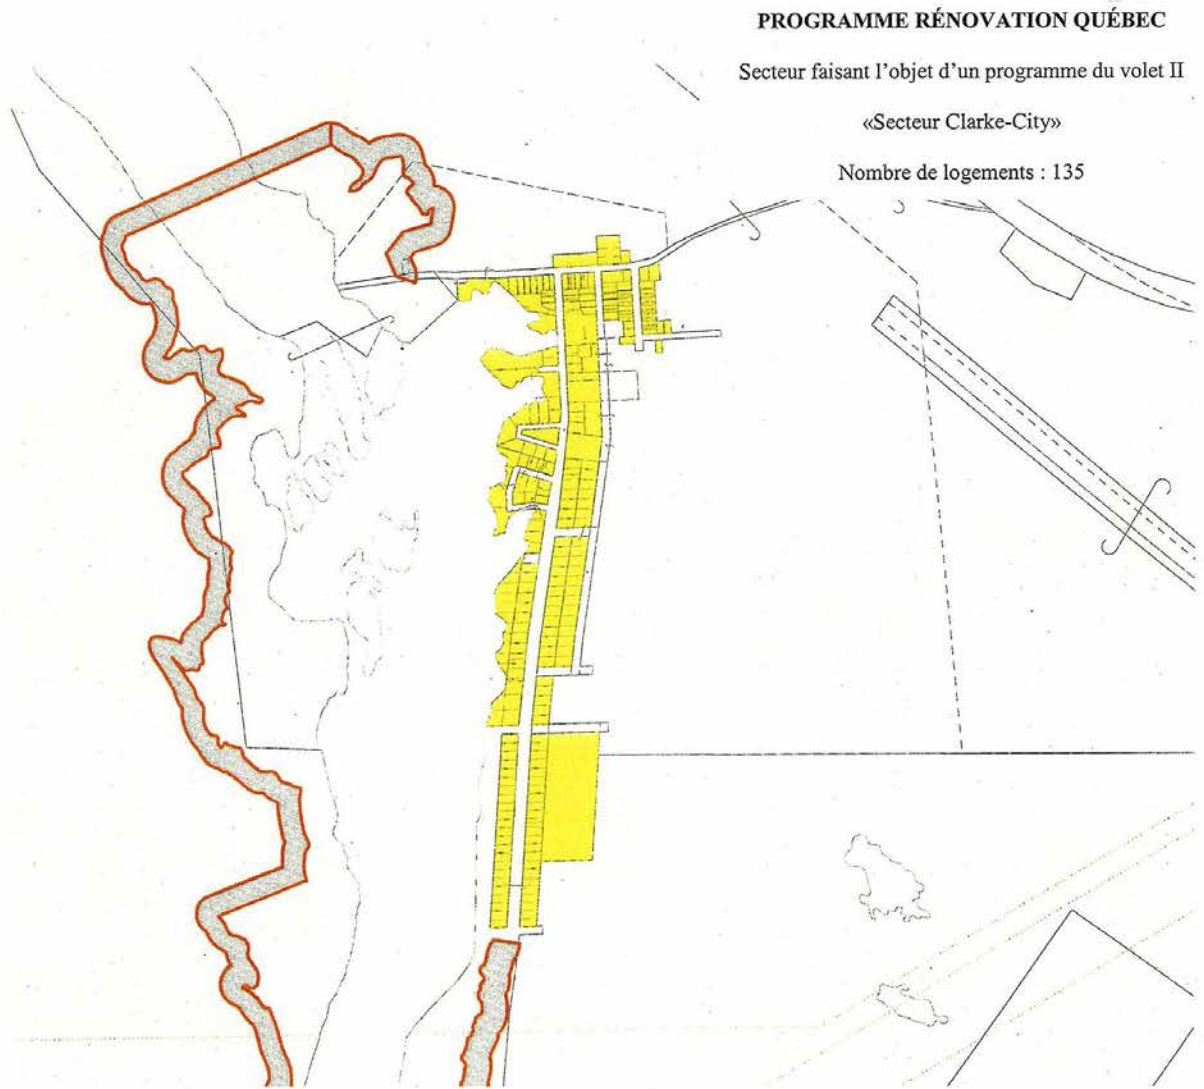 PROGRAMME RÉNOVATION QUÉBEC
Secteur faisant l'objet d'un programme du volet II
«Secteur Clarke-City»
Nombre de logements : 135